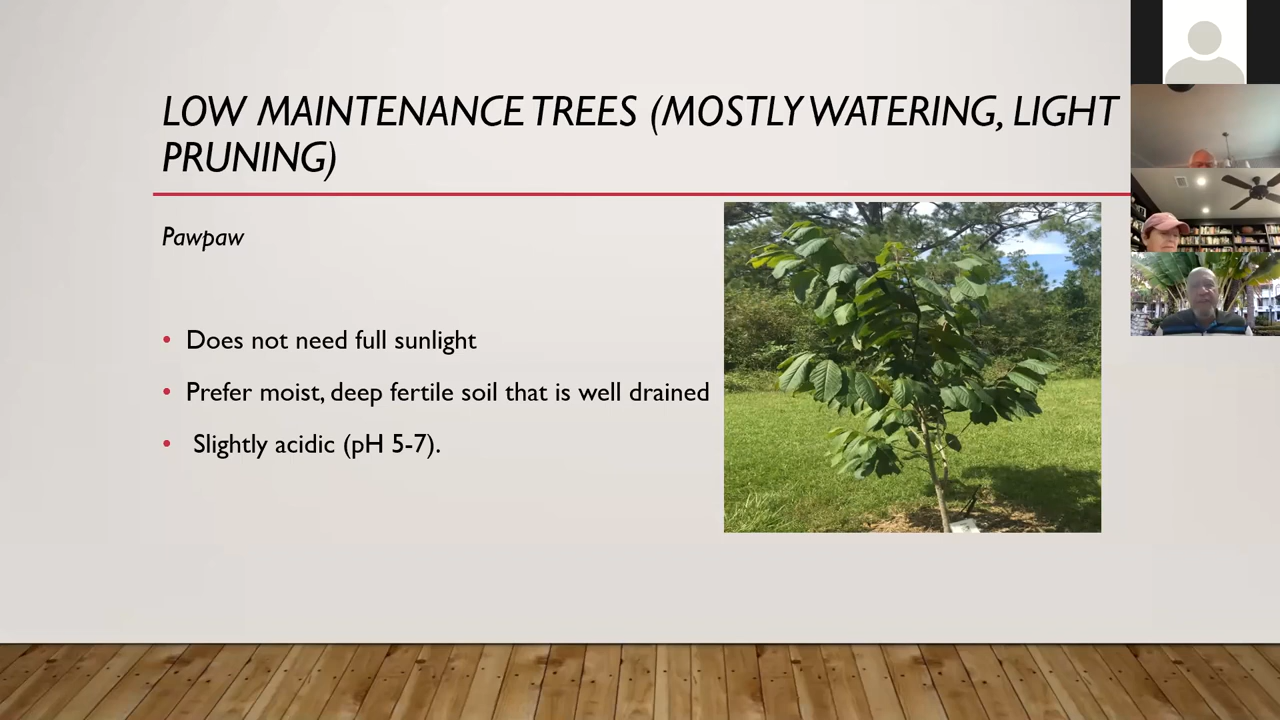 LOW MAINTENANCE TREES (MOSTLY WATERING, LIGHT
PRUNING)
Pawpaw
• Does not need full sunlight
• Prefer moist, deep fertile soil that is well drained
• Slightly acidic (pH 5-7).